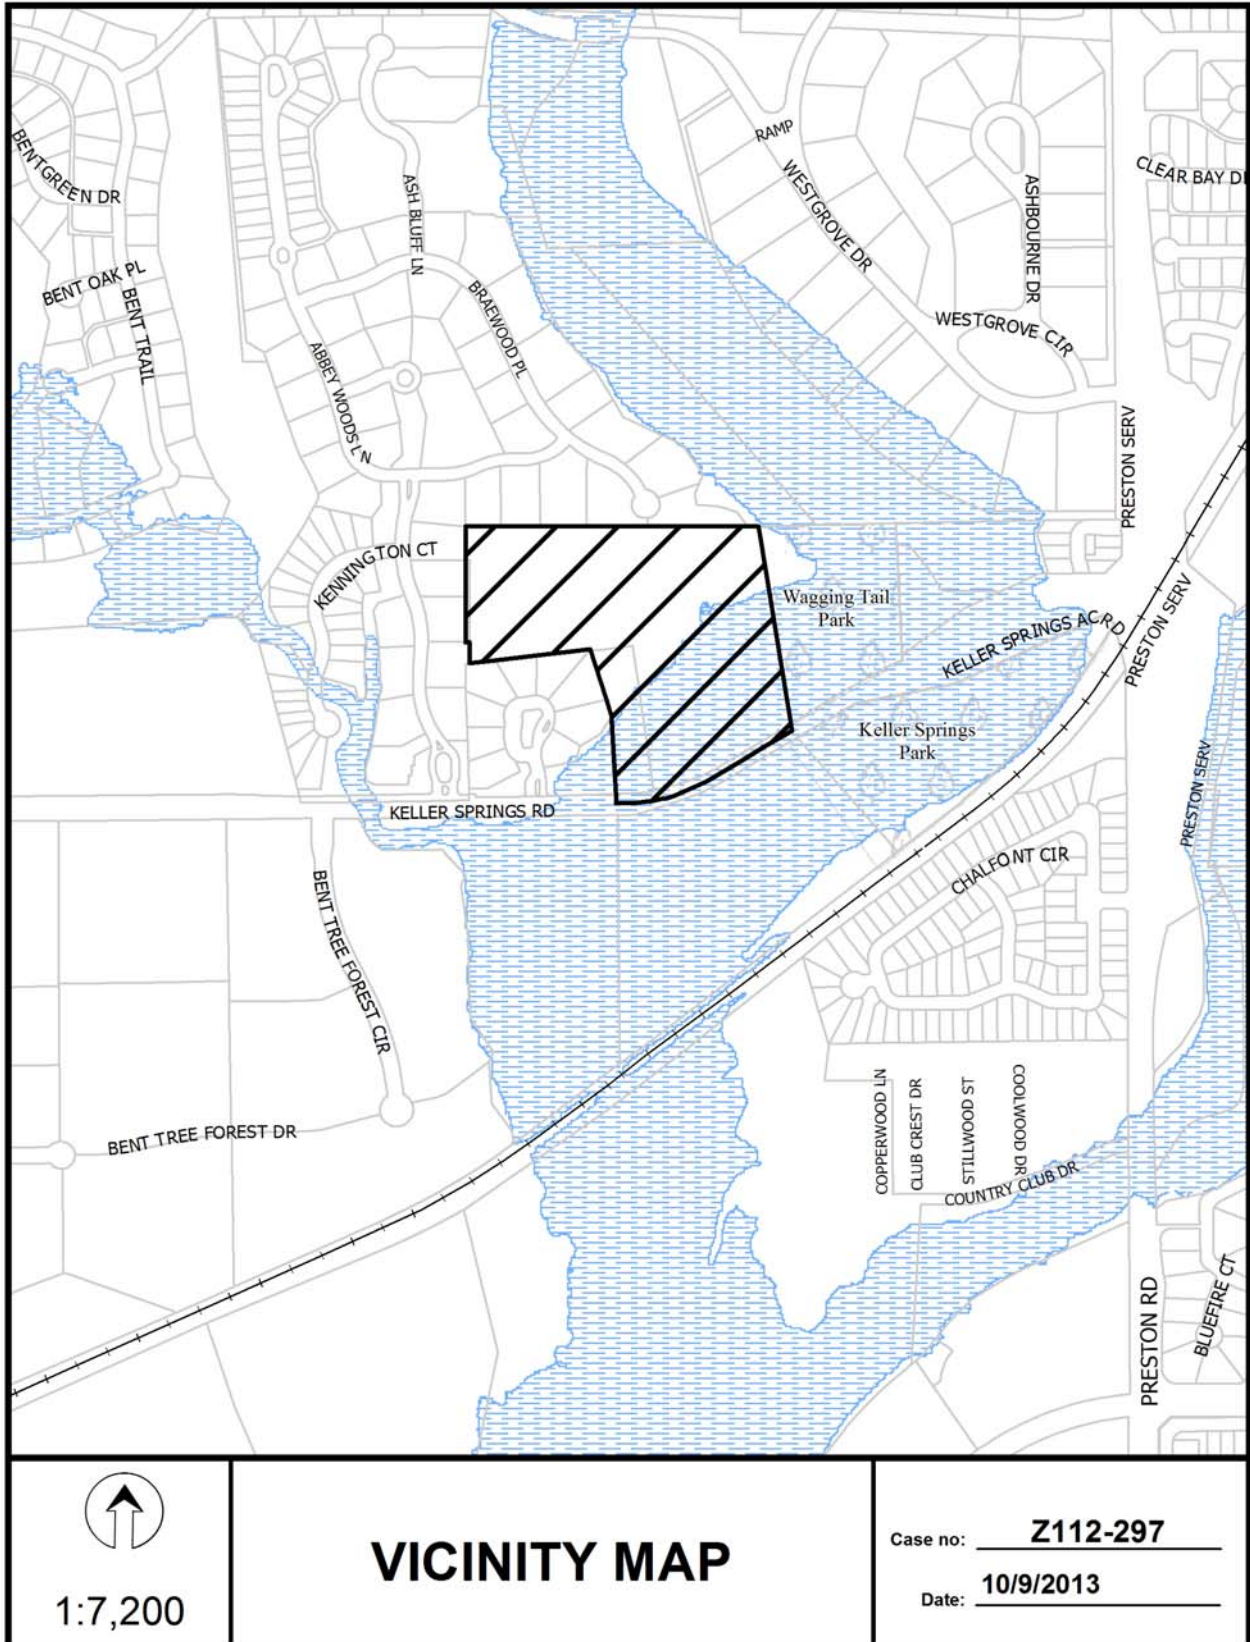 RAMP
BENTGREEN DR
CLEAR BAY
WESTGROVE DR
ASHBOURNE DR
ASH BLUFF LN
BENT OAK PL
BENT TRAIL
BRAEWOOD PL
WESTGROVE CIR
ABBEY WOODS LN
PRESTON SERV
KENNINGTON CT
Wagging Tail
Park
KELLER SPRINGS AC RD
PRESTON SERV
Keller Springs
Park
PRESTON SERV
KELLER SPRINGS RD
CHALFONT CIR
BENT TREE FOREST CIR
BENT TREE FOREST DR
COPPERWOOD LN
CLUB CREST DR
STILLWOOD ST
COOLWOOD DR
COUNTRY CLUB DR
PRESTON RD
BLUEFIRE CT
1:7,200
VICINITY MAP
Case no: Z112-297
Date: 10/9/2013